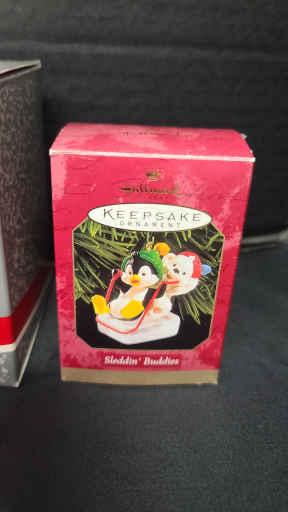 Hallmark
KEEPSAKE
ORNAMENT
Sleddin' Buddies